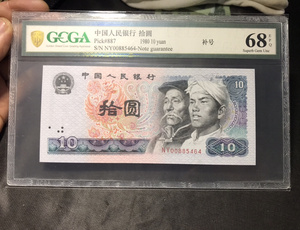 GCGA
中国人民银行 拾圆
Pick#887
1980 10 yuan
S/N NY00885464-Note guarantee
补号
68 EPQ
Superb Gem Unc
中国人民银行
10
拾圆
NY00885464
10
10